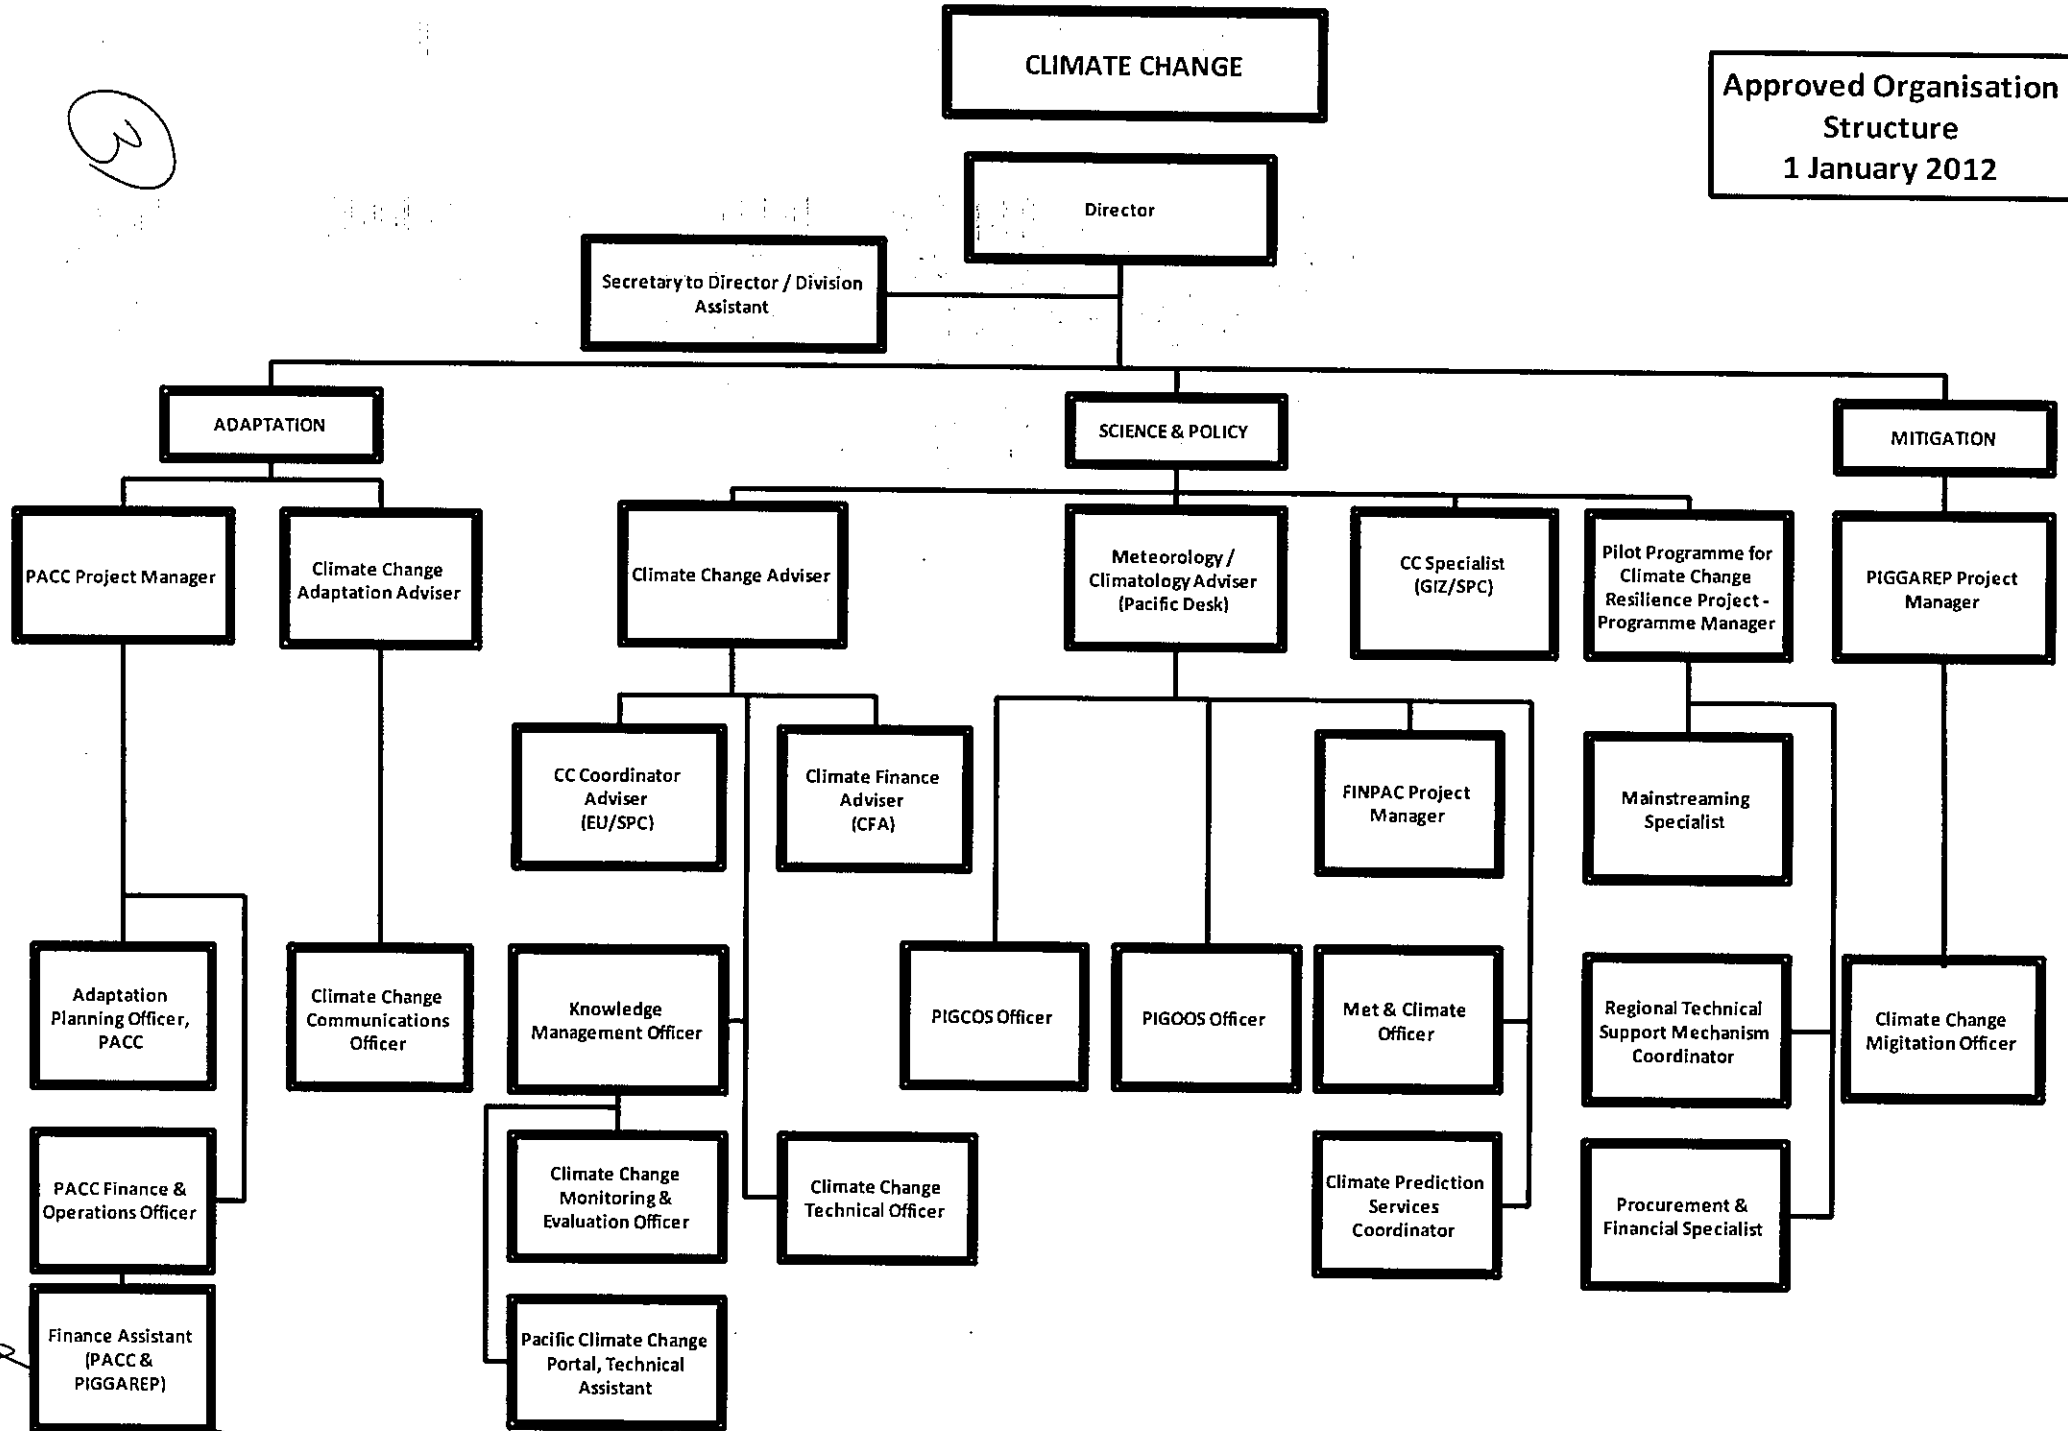 CLIMATE CHANGE
Approved Organisation
Structure
1 January 2012
3
Director
Secretary to Director / Division
Assistant
ADAPTATION
SCIENCE & POLICY
MITIGATION
PACC Project Manager
Climate Change
Adaptation Adviser
Climate Change Adviser
Meteorology /
Climatology Adviser
(Pacific Desk)
CC Specialist
(GIZ/SPC)
Pilot Programme for
Climate Change
Resilience Project -
Programme Manager
PIGGAREP Project
Manager
CC Coordinator
Adviser
(EU/SPC)
Climate Finance
Adviser
(CFA)
FINPAC Project
Manager
Mainstreaming
Specialist
Adaptation
Planning Officer,
PACC
Climate Change
Communications
Officer
Knowledge
Management Officer
PIGCOS Officer
PIGOOS Officer
Met & Climate
Officer
Regional Technical
Support Mechanism
Coordinator
Climate Change
Migitation Officer
PACC Finance &
Operations Officer
Climate Change
Monitoring &
Evaluation Officer
Climate Change
Technical Officer
Climate Prediction
Services
Coordinator
Procurement &
Financial Specialist
Finance Assistant
(PACC &
PIGGAREP)
Pacific Climate Change
Portal, Technical
Assistant